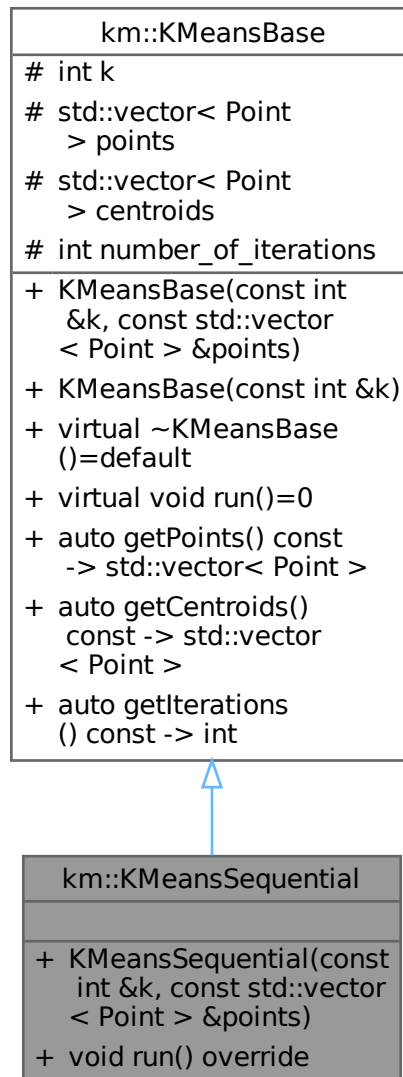 km::KMeansBase
# int k
# std::vector< Point
> points
# std::vector< Point
> centroids
# int number_of_iterations
+ KMeansBase(const int
&k, const std::vector
< Point > &points)
+ KMeansBase(const int &k)
+ virtual ~KMeansBase
()=default
+ virtual void run()=0
+ auto getPoints() const
-> std::vector< Point >
+ auto getCentroids()
const -> std::vector
< Point >
+ auto getIterations
() const -> int
km::KMeansSequential
+ KMeansSequential(const
int &k, const std::vector
< Point > &points)
+ void run() override